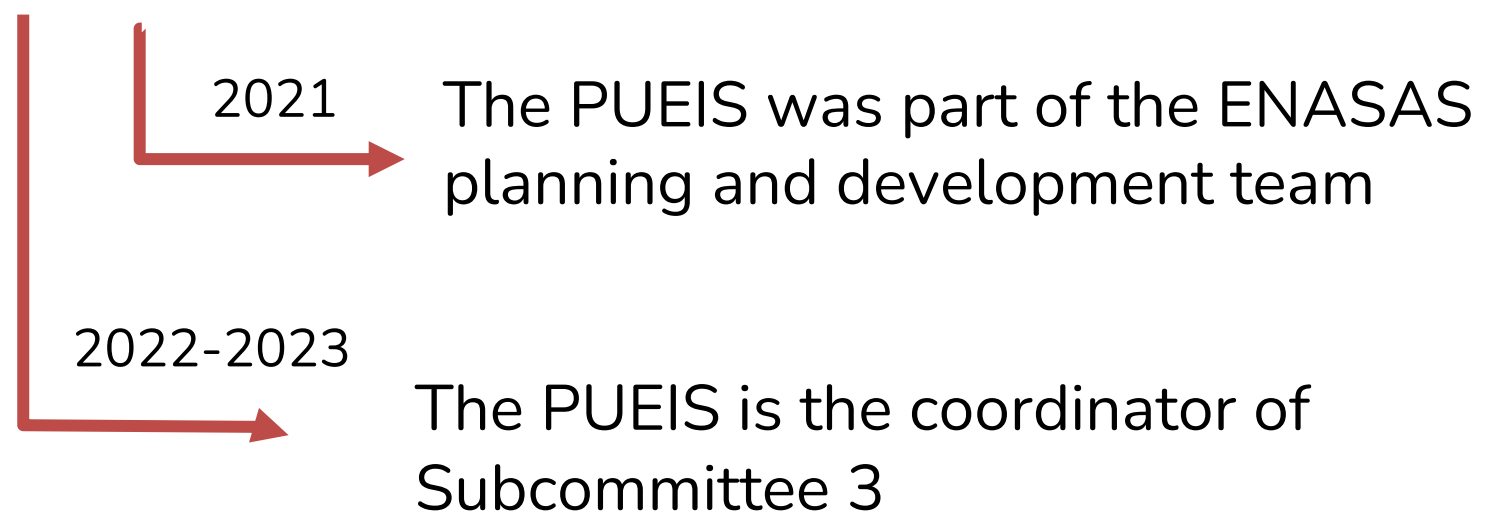 2021
The PUEIS was part of the ENASAS
planning and development team
2022-2023
The PUEIS is the coordinator of
Subcommittee 3